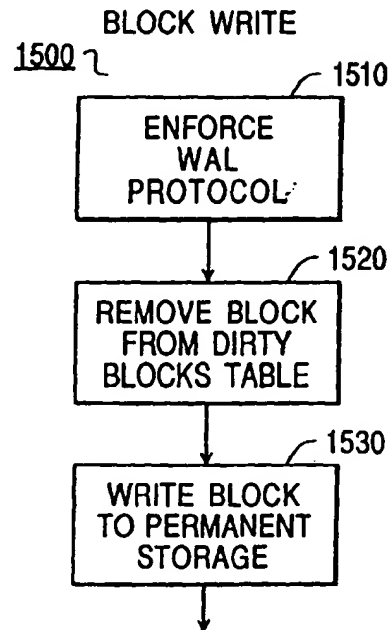 BLOCK WRITE
1500
1510
ENFORCE
WAL
PROTOCOL
1520
REMOVE BLOCK
FROM DIRTY
BLOCKS TABLE
1530
WRITE BLOCK
TO PERMANENT
STORAGE